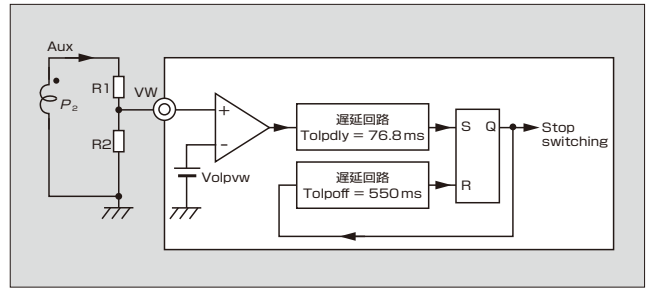 Aux
P₂
R1
R2
VW
+
−
Volpvw
遅延回路
Tolpdly = 76.8 ms
遅延回路
Tolpoff = 550 ms
S Q
R
Stop
switching